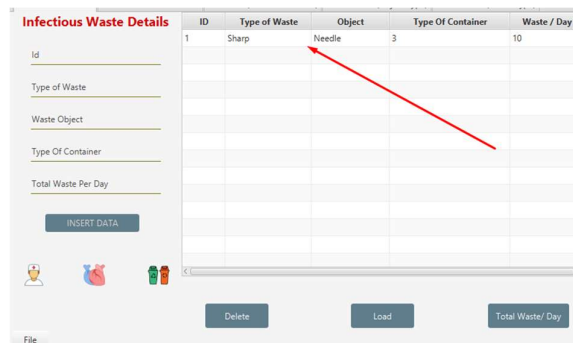 Infectious Waste Details
ID Type of Waste Object Type Of Container Waste / Day
1 Sharp Needle 3 10
Id
Type of Waste
Waste Object
Type Of Container
Total Waste Per Day
INSERT DATA
Delete Load Total Waste/ Day
File